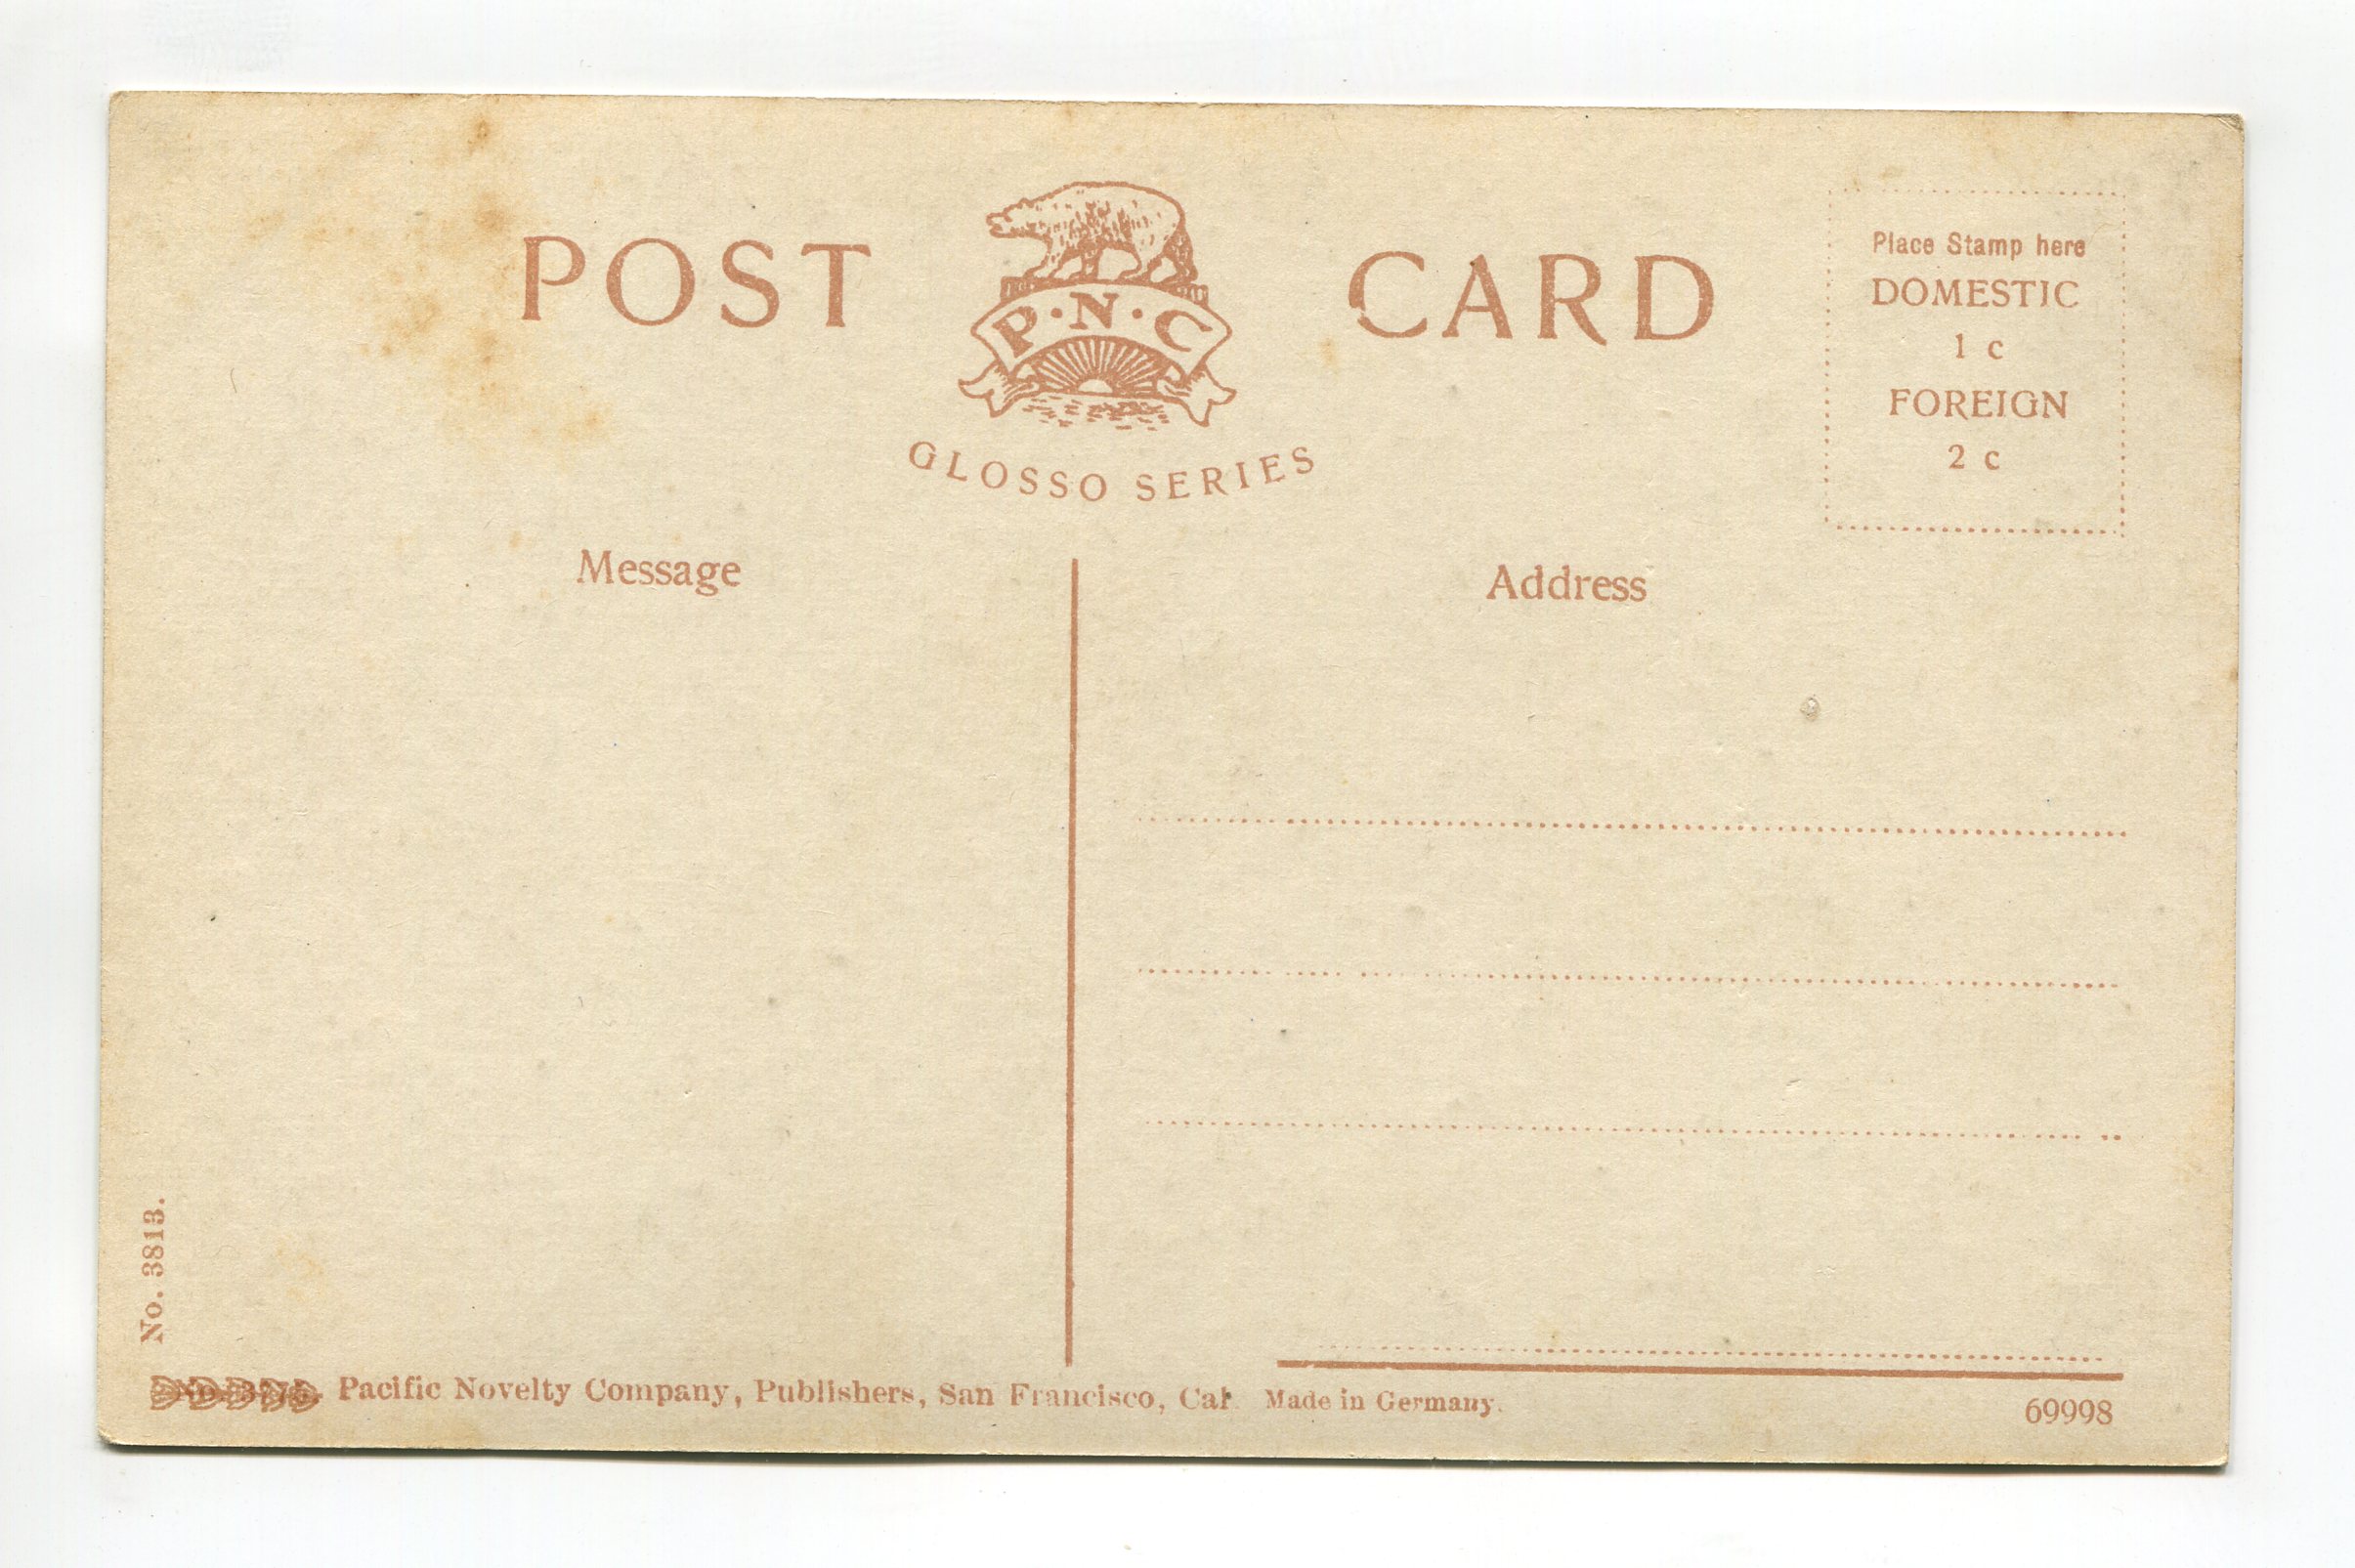 POST CARD
P·N·C
GLOSSO SERIES
Place Stamp here
DOMESTIC
1 c
FOREIGN
2 c
Message
Address
No. 3813.
Pacific Novelty Company, Publishers, San Francisco, Cal. Made in Germany.
69998